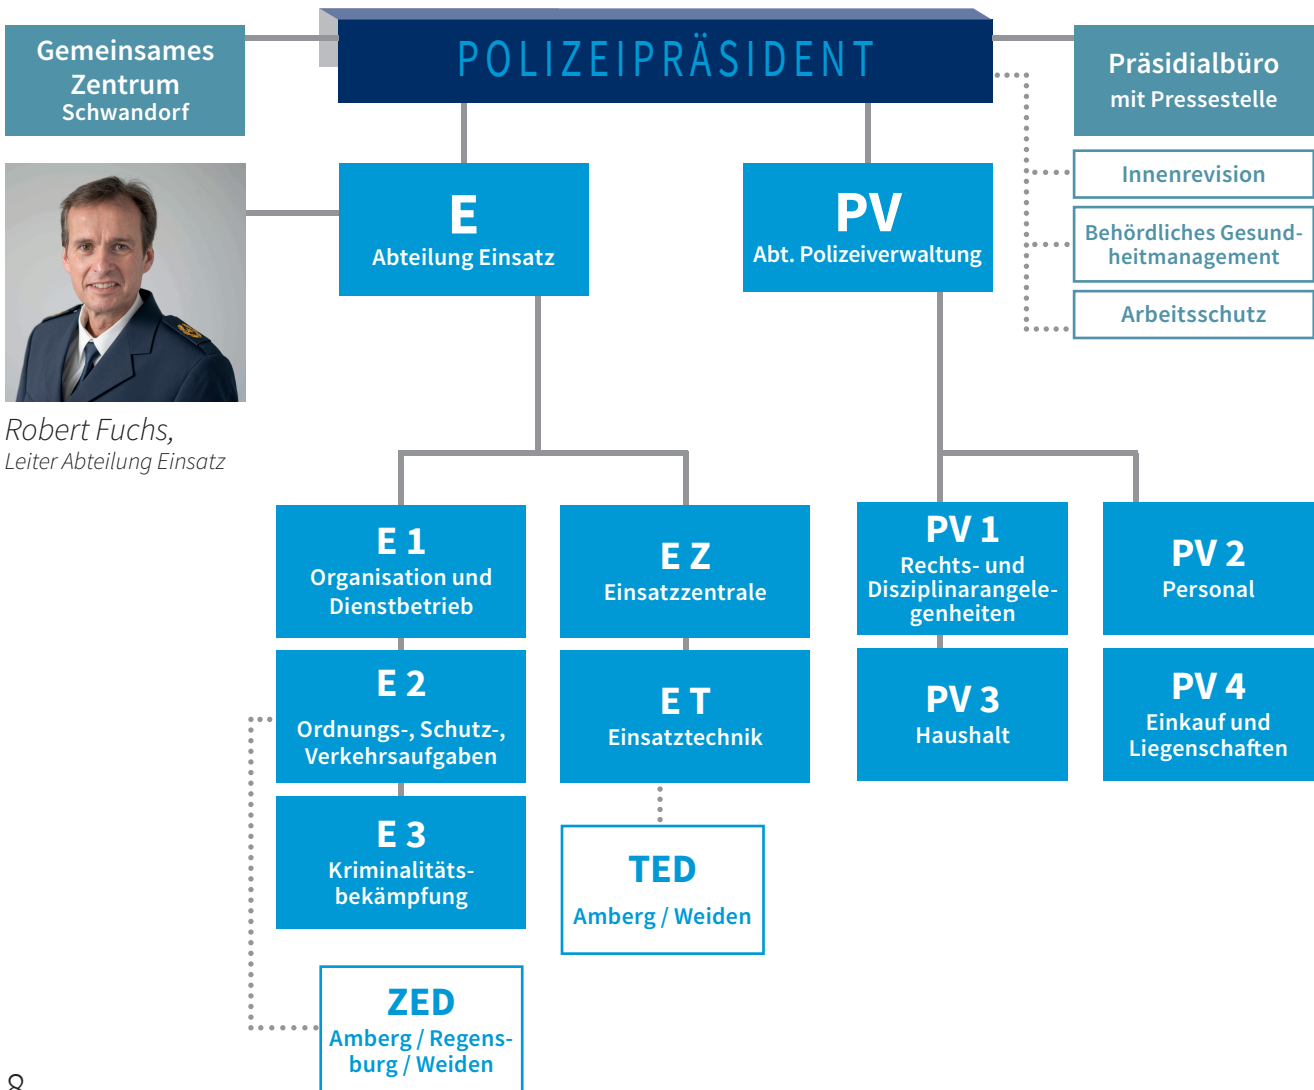 Gemeinsames
Zentrum
Schwandorf
POLIZEIPRÄSIDENT
Präsidialbüro
mit Pressestelle
Innenrevision
Behördliches Gesund-
heitmanagement
Arbeitsschutz
E
Abteilung Einsatz
PV
Abt. Polizeiverwaltung
Robert Fuchs,
Leiter Abteilung Einsatz
E 1
Organisation und
Dienstbetrieb
E Z
Einsatzzentrale
PV 1
Rechts- und
Disziplinarangele-
genheiten
PV 2
Personal
E 2
Ordnungs-, Schutz-,
Verkehrsaufgaben
E T
Einsatztechnik
PV 3
Haushalt
PV 4
Einkauf und
Liegenschaften
E 3
Kriminalitäts-
bekämpfung
TED
Amberg / Weiden
ZED
Amberg / Regens-
burg / Weiden
8